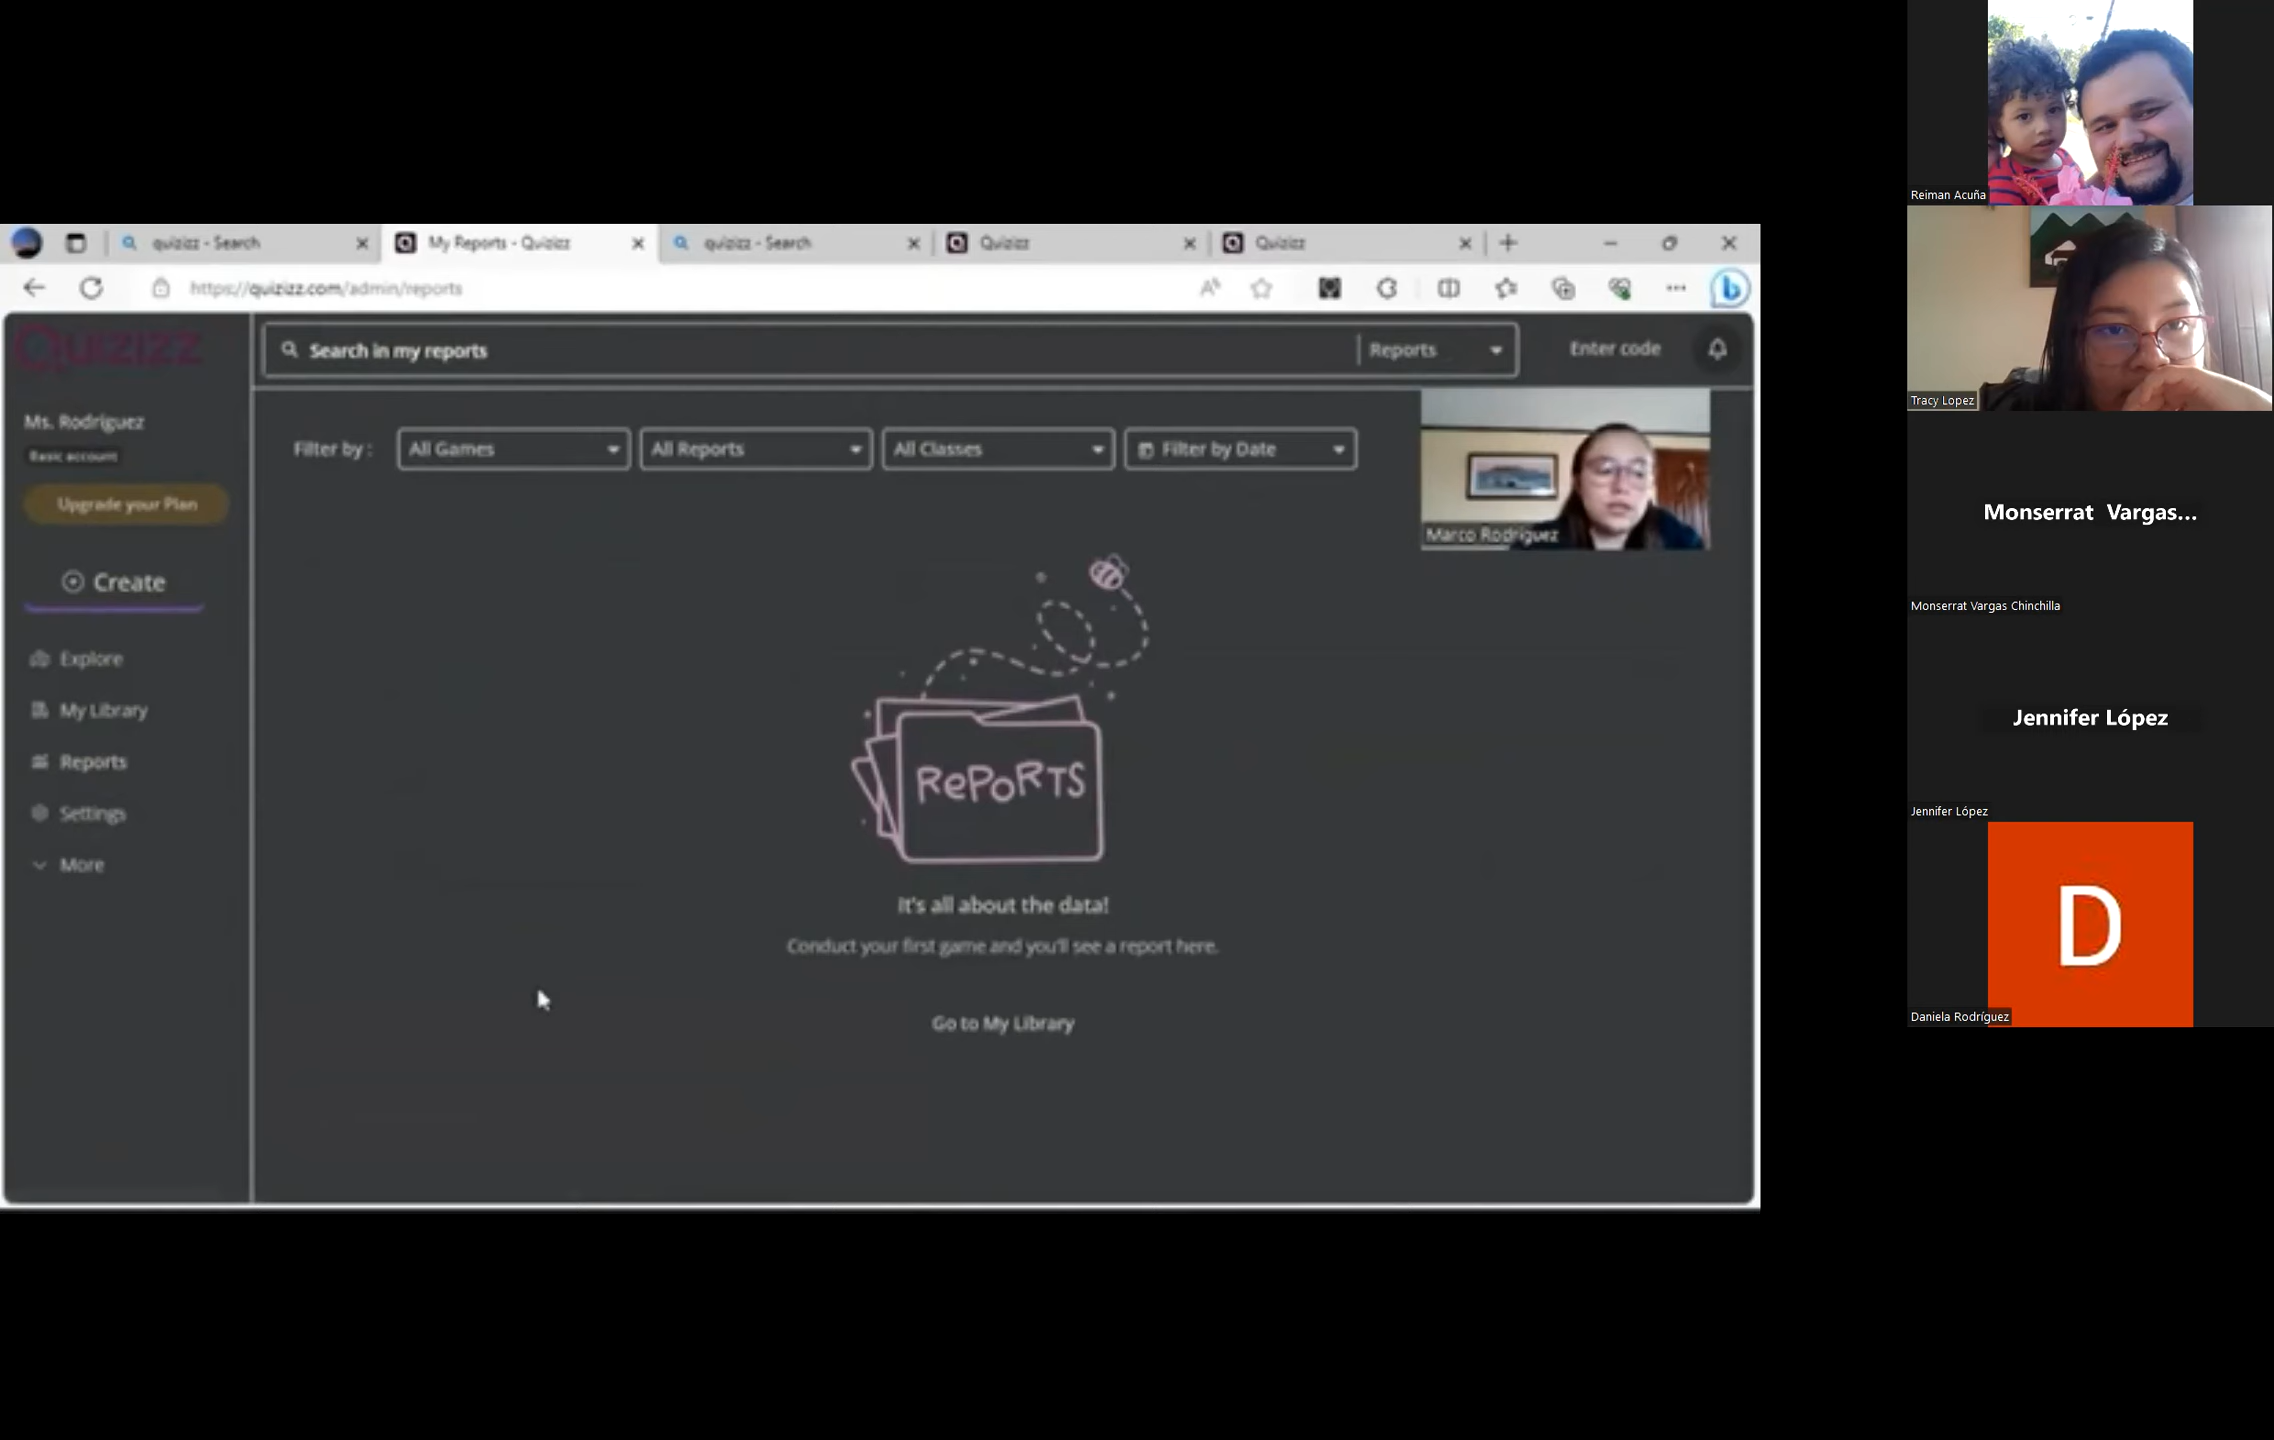 quizizz - Search
My Reports - Quizizz
quizizz - Search
Quizizz
Quizizz
https://quizizz.com/admin/reports
Quizizz
Search in my reports
Reports
Enter code
Ms. Rodríguez
Basic account
Upgrade your Plan
Create
Explore
My Library
Reports
Settings
More
Filter by :
All Games
All Reports
All Classes
Filter by Date
Marco Rodríguez
RePoRTS
It's all about the data!
Conduct your first game and you'll see a report here.
Go to My Library
Reiman Acuña
Tracy Lopez
Monserrat Vargas...
Monserrat Vargas Chinchilla
Jennifer López
Jennifer López
D
Daniela Rodríguez